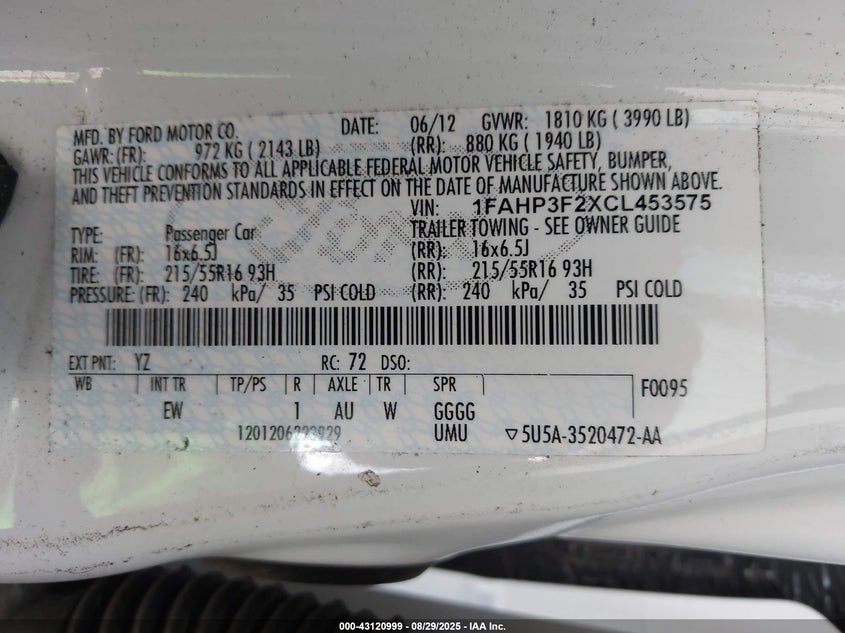 MFD. BY FORD MOTOR CO. DATE: 06/12 GVWR: 1810 KG ( 3990 LB)
GAWR: (FR): 972 KG ( 2143 LB) (RR): 880 KG ( 1940 LB)
THIS VEHICLE CONFORMS TO ALL APPLICABLE FEDERAL MOTOR VEHICLE SAFETY, BUMPER,
AND THEFT PREVENTION STANDARDS IN EFFECT ON THE DATE OF MANUFACTURE SHOWN ABOVE.
VIN: 1FAHP3F2XCL453575
TYPE: Passenger Car TRAILER TOWING - SEE OWNER GUIDE
RIM: (FR): 16x6.5J (RR): 16x6.5J
TIRE: (FR): 215/55R16 93H (RR): 215/55R16 93H
PRESSURE: (FR): 240 kPa/ 35 PSI COLD (RR): 240 kPa/ 35 PSI COLD
EXT PNT: YZ RC: 72 DSO:
WB INT TR TP/PS R AXLE TR SPR F0095
EW 1 AU W GGGG
UMU ▽5U5A-3520472-AA
000-43120999 - 08/29/2025 - IAA Inc.